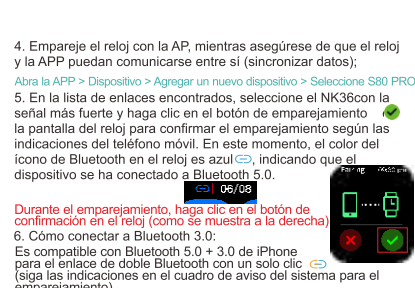 4. Empareje el reloj con la AP, mientras asegúrese de que el reloj
y la APP puedan comunicarse entre sí (sincronizar datos);
Abra la APP > Dispositivo > Agregar un nuevo dispositivo > Seleccione S80 PRO
5. En la lista de enlaces encontrados, seleccione el NK36con la
señal más fuerte y haga clic en el botón de emparejamiento
la pantalla del reloj para confirmar el emparejamiento según las
indicaciones del teléfono móvil. En este momento, el color del
ícono de Bluetooth en el reloj es azul, indicando que el
dispositivo se ha conectado a Bluetooth 5.0.
06/08
Durante el emparejamiento, haga clic en el botón de
confirmación en el reloj (como se muestra a la derecha)
6. Cómo conectar a Bluetooth 3.0:
Es compatible con Bluetooth 5.0 + 3.0 de iPhone
para el enlace de doble Bluetooth con un solo clic
(siga las indicaciones en el cuadro de aviso del sistema para el
emparejamiento)